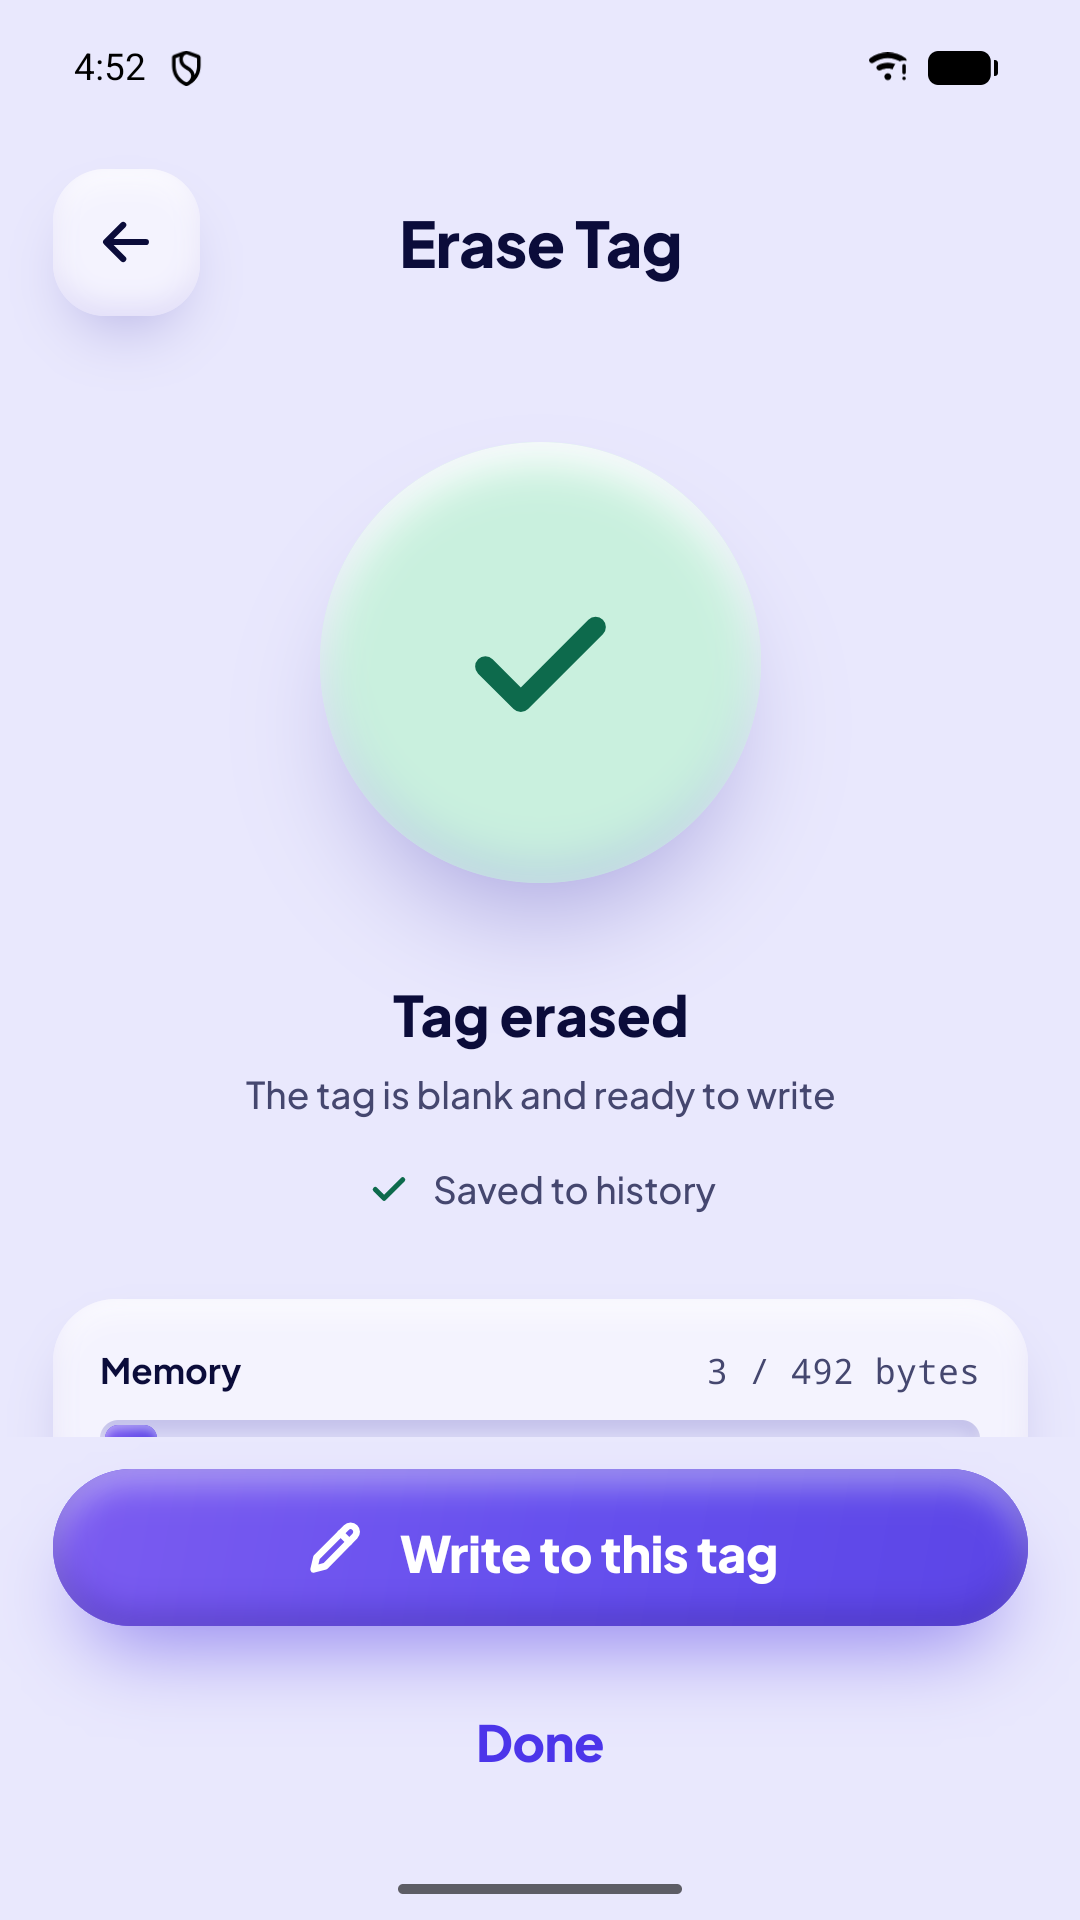 4:52
Erase Tag
Tag erased
The tag is blank and ready to write
Saved to history
Memory
3 / 492 bytes
Write to this tag
Done